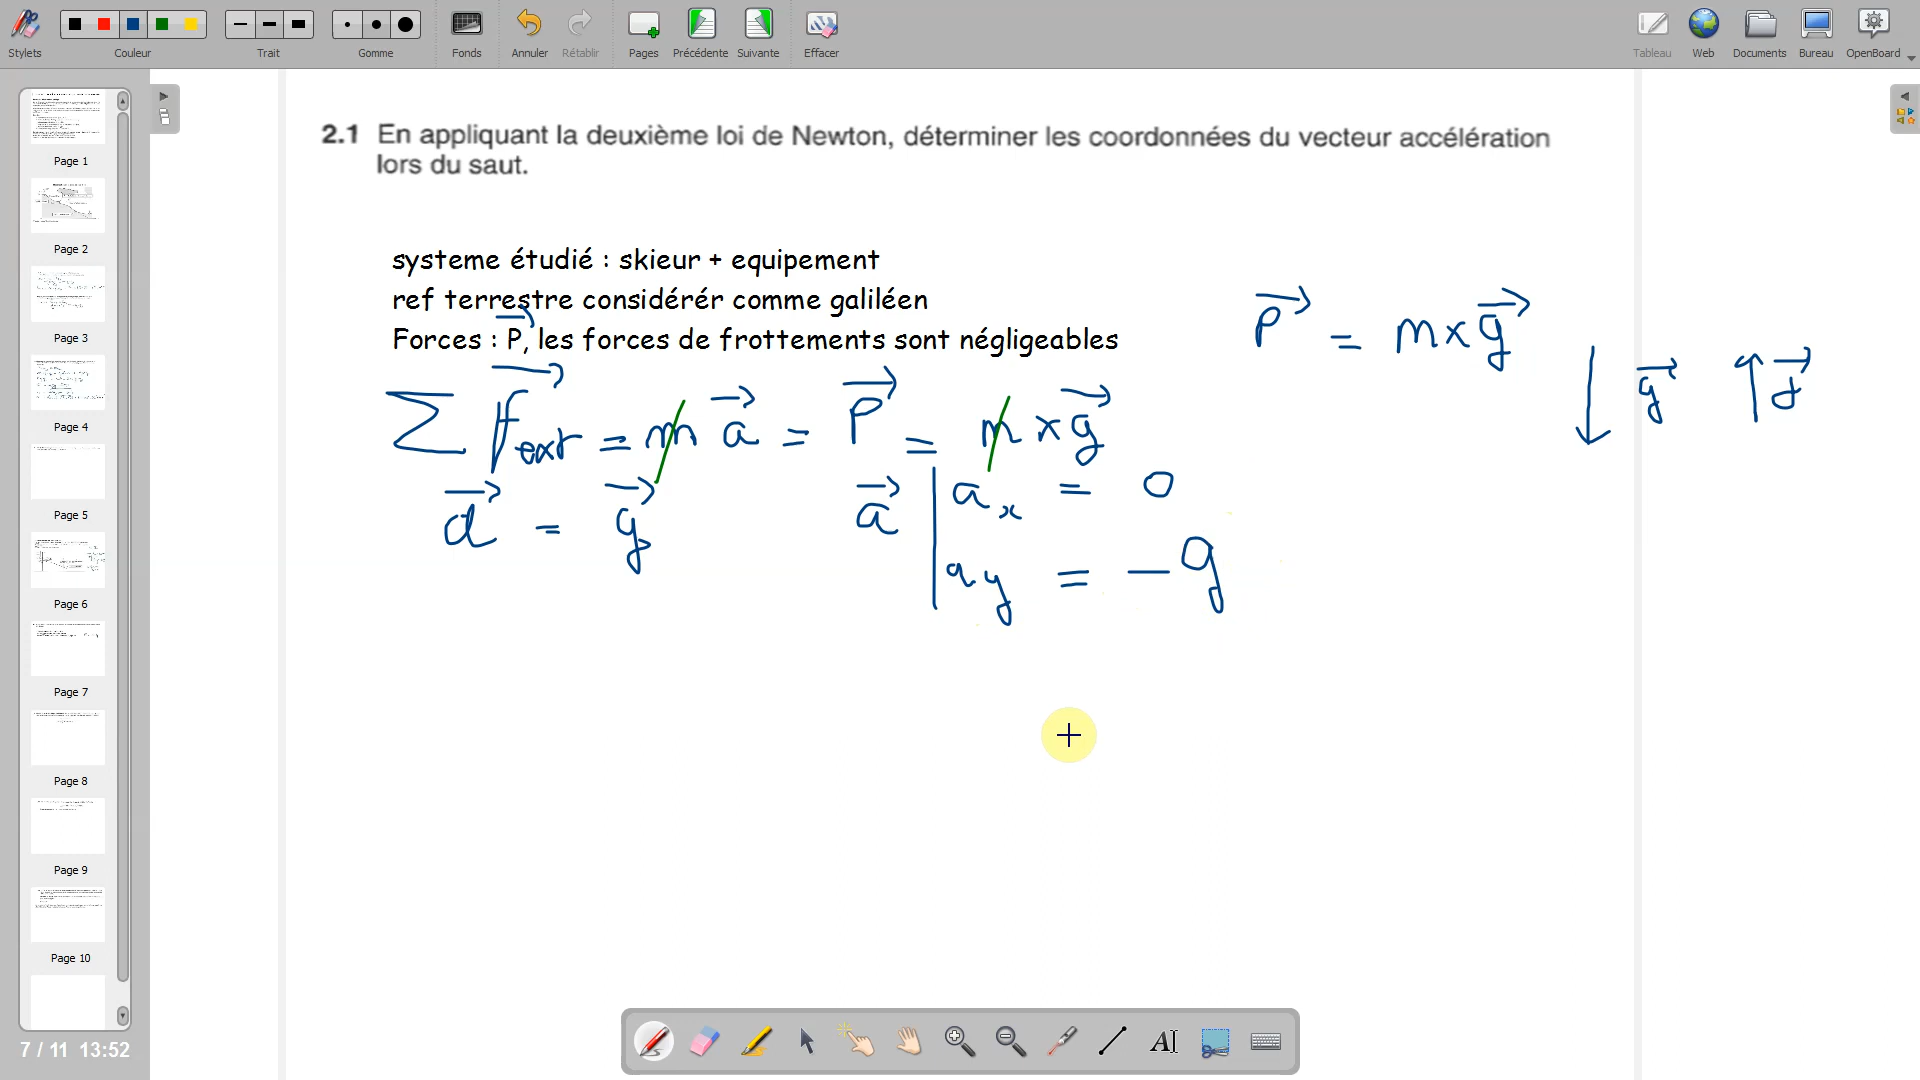 Stylets Couleur Trait Gomme Fonds Annuler Rétablir Pages Précédente Suivante Effacer Tableau Web Documents Bureau OpenBoard
2.1 En appliquant la deuxième loi de Newton, déterminer les coordonnées du vecteur accélération
lors du saut.
systeme étudié : skieur + equipement
ref terrestre considérér comme galiléen
Forces : P, les forces de frottements sont négligeables
P = m x g
g j
Σ Fext = m a = P = m x g
a = g
a | ax = 0
ay = - g
Page 1
Page 2
Page 3
Page 4
Page 5
Page 6
Page 7
Page 8
Page 9
Page 10
7 / 11 13:52
AI